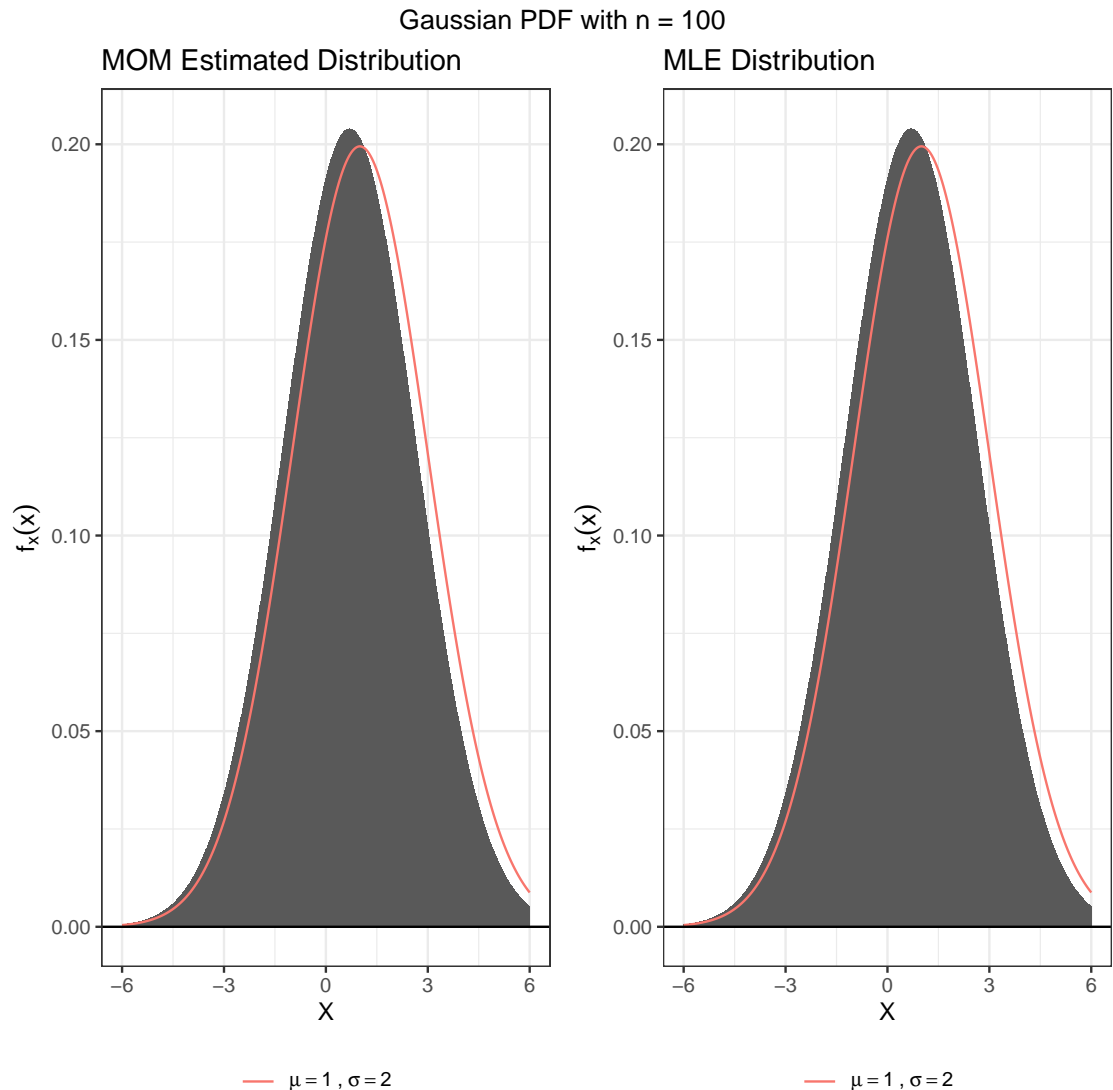 Gaussian PDF with n = 100
MOM Estimated Distribution
0.20
0.15
0.10
0.05
0.00
fx(x)
−6 −3 0 3 6
X
μ = 1 , σ = 2
MLE Distribution
0.20
0.15
0.10
0.05
0.00
fx(x)
−6 −3 0 3 6
X
μ = 1 , σ = 2